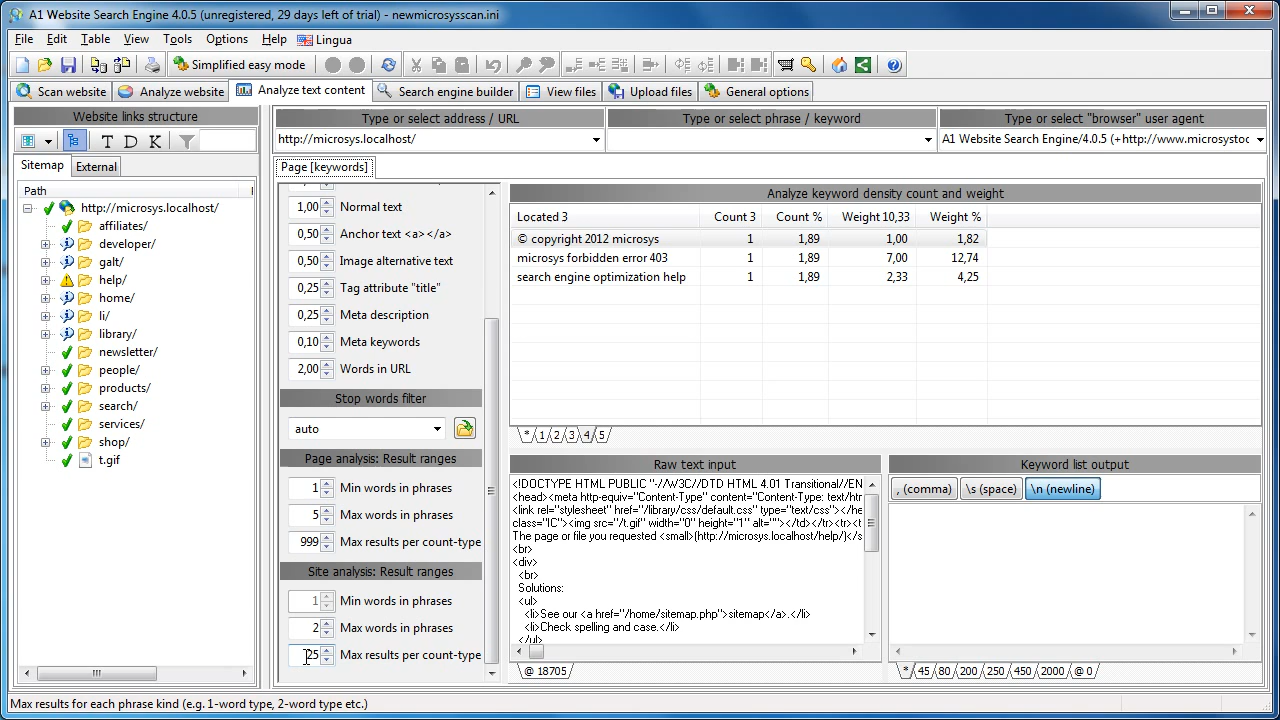 A1 Website Search Engine 4.0.5 (unregistered, 29 days left of trial) - newmicrosysscan.ini
File Edit Table View Tools Options Help Lingua
Simplified easy mode
Scan website Analyze website Analyze text content Search engine builder View files Upload files General options
Website links structure
T D K
Sitemap External
Path
http://microsys.localhost/
affiliates/
developer/
galt/
help/
home/
li/
library/
newsletter/
people/
products/
search/
services/
shop/
t.gif
Type or select address / URL Type or select phrase / keyword Type or select "browser" user agent
http://microsys.localhost/ A1 Website Search Engine/4.0.5 (+http://www.microsystoc
Page [keywords]
1,00 Normal text
0,50 Anchor text <a></a>
0,50 Image alternative text
0,25 Tag attribute "title"
0,25 Meta description
0,10 Meta keywords
2,00 Words in URL
Stop words filter
auto
Page analysis: Result ranges
1 Min words in phrases
5 Max words in phrases
999 Max results per count-type
Site analysis: Result ranges
1 Min words in phrases
2 Max words in phrases
25 Max results per count-type
Analyze keyword density count and weight
Located 3 Count 3 Count % Weight 10,33 Weight %
© copyright 2012 microsys 1 1,89 1,00 1,82
microsys forbidden error 403 1 1,89 7,00 12,74
search engine optimization help 1 1,89 2,33 4,25
* 1 2 3 4 5
Raw text input
<!DOCTYPE HTML PUBLIC "-//W3C//DTD HTML 4.01 Transitional//EN
<head><meta http-equiv="Content-Type" content="Content-Type: text/htm
<link rel="stylesheet" href="/library/css/default.css" type="text/css"></he
class="IC"><img src="/t.gif" width="0" height="1" alt=""></td></tr><tr><t
The page or file you requested <small>(http://microsys.localhost/help/)</s
<br>
<div>
<br>
Solutions:
<ul>
<li>See our <a href="/home/sitemap.php">sitemap</a>.</li>
<li>Check spelling and case.</li>
</ul>
@ 18705
Keyword list output
, (comma) \s (space) \n (newline)
* 45 80 200 250 450 2000 @ 0
Max results for each phrase kind (e.g. 1-word type, 2-word type etc.)